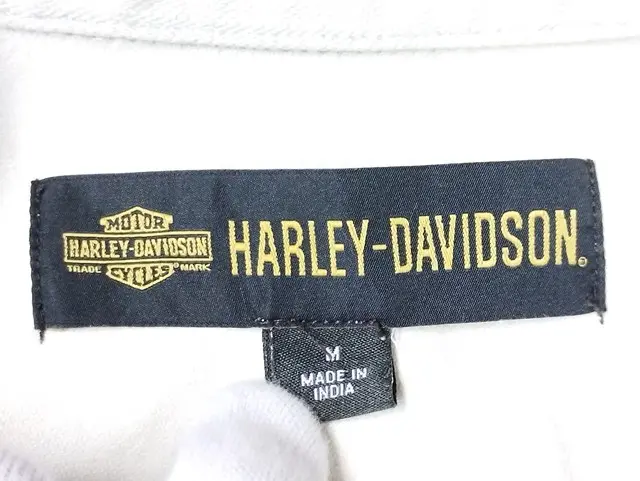 MOTOR
HARLEY-DAVIDSON
TRADE CYCLES® MARK
HARLEY-DAVIDSON®
M
MADE IN
INDIA